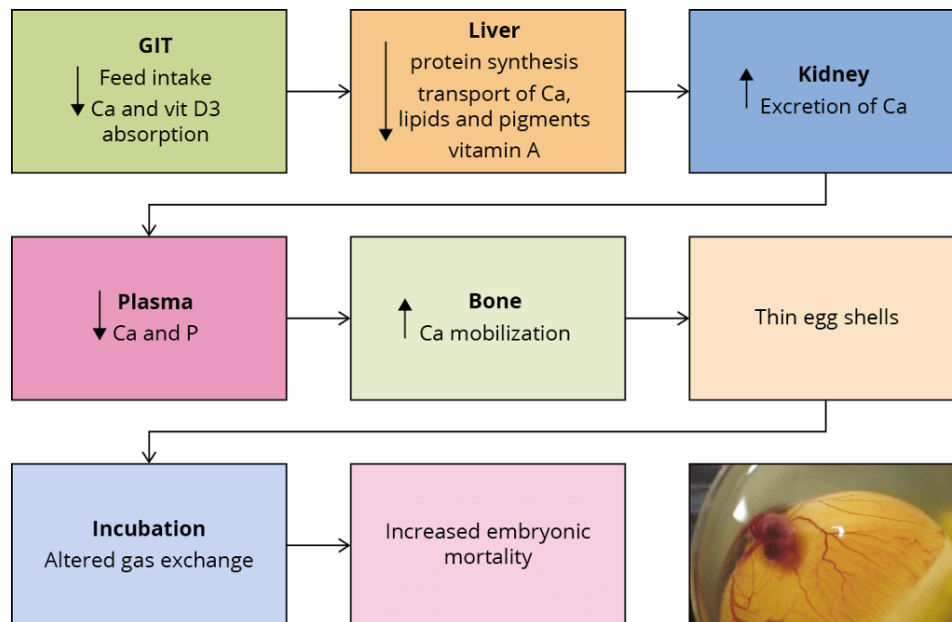 GIT
Feed intake
Ca and vit D3
absorption
Liver
protein synthesis
transport of Ca,
lipids and pigments
vitamin A
Kidney
Excretion of Ca
Plasma
Ca and P
Bone
Ca mobilization
Thin egg shells
Incubation
Altered gas exchange
Increased embryonic
mortality